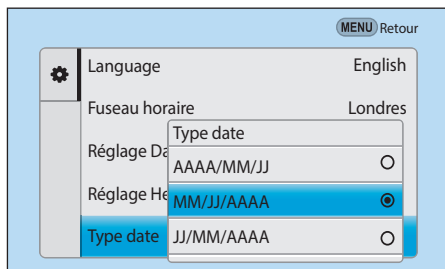 MENU Retour
Language English
Fuseau horaire Londres
Réglage Da
Réglage He
Type date
Type date
AAAA/MM/JJ
MM/JJ/AAAA
JJ/MM/AAAA